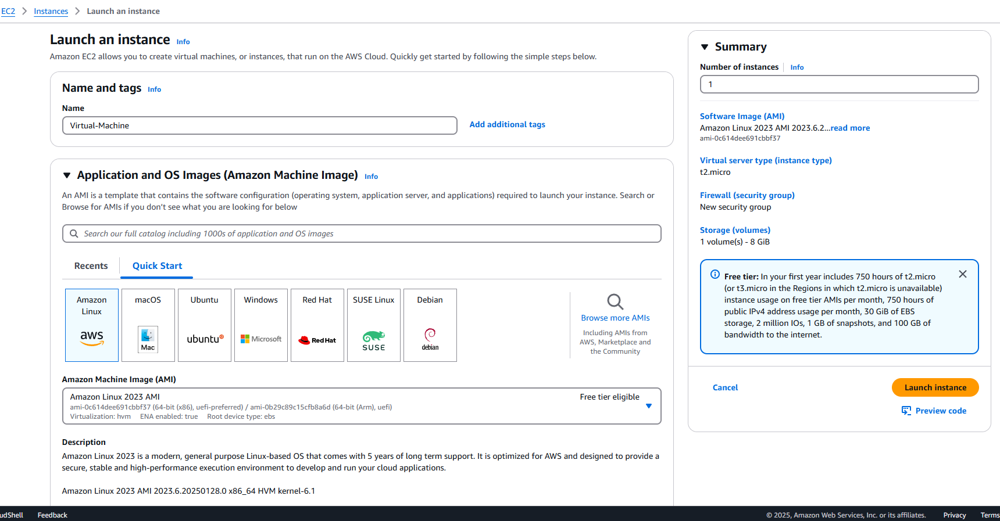 EC2 > Instances > Launch an instance
Launch an instance Info
Amazon EC2 allows you to create virtual machines, or instances, that run on the AWS Cloud. Quickly get started by following the simple steps below.
Name and tags Info
Name
Virtual-Machine
Add additional tags
Application and OS Images (Amazon Machine Image) Info
An AMI is a template that contains the software configuration (operating system, application server, and applications) required to launch your instance. Search or
Browse for AMIs if you don’t see what you are looking for below
Search our full catalog including 1000s of application and OS images
Recents
Quick Start
Amazon
Linux
aws
macOS
Mac
Ubuntu
ubuntu
Windows
Microsoft
Red Hat
Red Hat
SUSE Linux
SUSE
Debian
debian
Browse more AMIs
Including AMIs from
AWS, Marketplace and
the Community
Amazon Machine Image (AMI)
Amazon Linux 2023 AMI
Free tier eligible
ami-0c614dee691cbbf37 (64-bit (x86), uefi-preferred) / ami-0b29c89c15cfb8a6d (64-bit (Arm), uefi)
Virtualization: hvm ENA enabled: true Root device type: ebs
Description
Amazon Linux 2023 is a modern, general purpose Linux-based OS that comes with 5 years of long term support. It is optimized for AWS and designed to provide a
secure, stable and high-performance execution environment to develop and run your cloud applications.
Amazon Linux 2023 AMI 2023.6.20250128.0 x86_64 HVM kernel-6.1
Summary
Number of instances Info
1
Software Image (AMI)
Amazon Linux 2023 AMI 2023.6.2...read more
ami-0c614dee691cbbf37
Virtual server type (instance type)
t2.micro
Firewall (security group)
New security group
Storage (volumes)
1 volume(s) - 8 GiB
Free tier: In your first year includes 750 hours of t2.micro
(or t3.micro in the Regions in which t2.micro is unavailable)
instance usage on free tier AMIs per month, 750 hours of
public IPv4 address usage per month, 30 GiB of EBS
storage, 2 million IOs, 1 GB of snapshots, and 100 GB of
bandwidth to the internet.
Cancel
Launch instance
Preview code
udShell
Feedback
© 2025, Amazon Web Services, Inc. or its affiliates.
Privacy
Terms